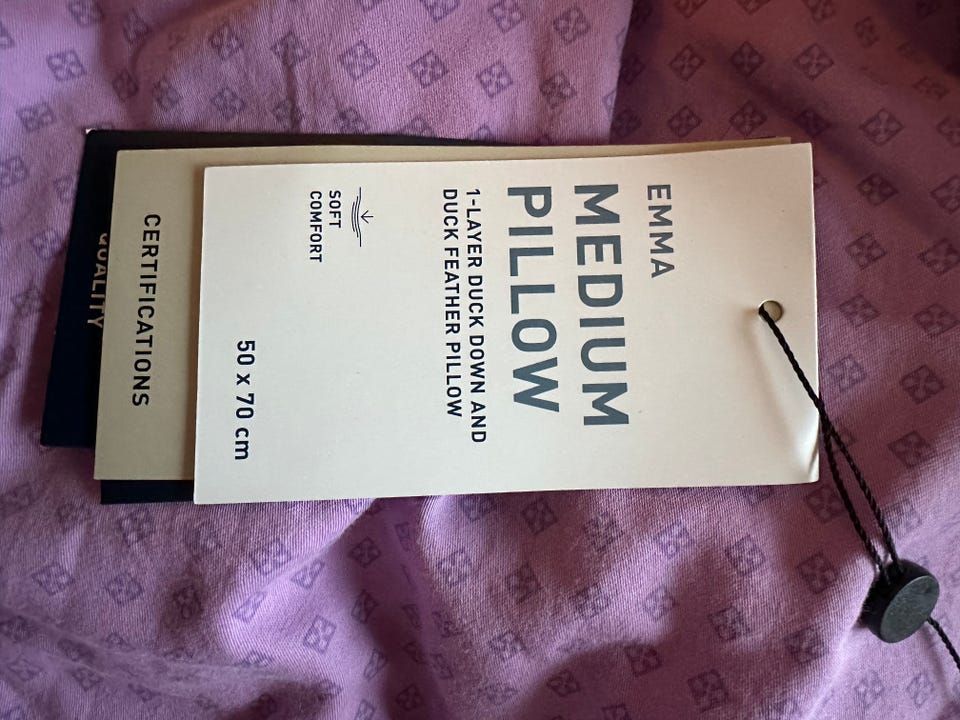 EMMA
MEDIUM
PILLOW
1-LAYER DUCK DOWN AND
DUCK FEATHER PILLOW
SOFT
COMFORT
50 x 70 cm
CERTIFICATIONS
QUALITY